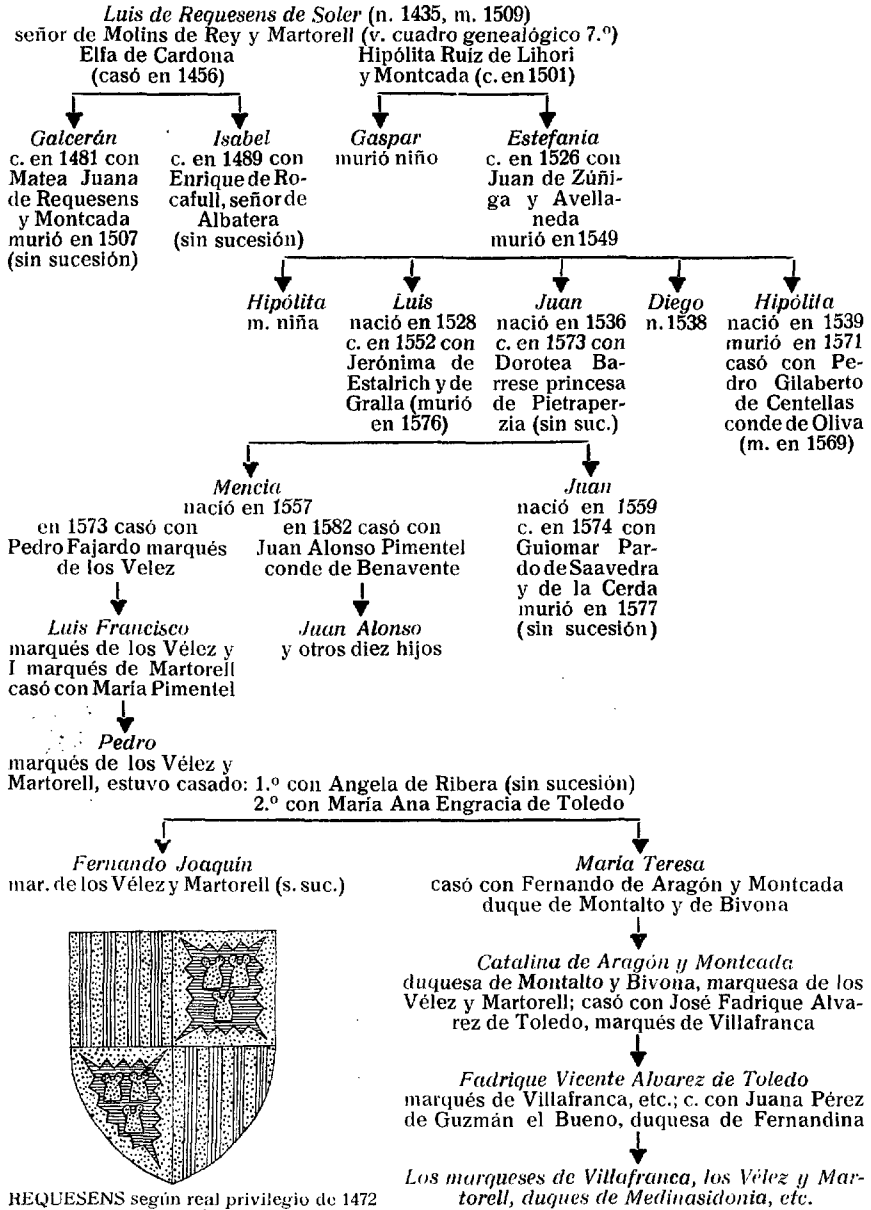 Luis de Requesens de Soler (n. 1435, m. 1509)
señor de Molins de Rey y Martorell (v. cuadro genealógico 7.º)
Elfa de Cardona
(casó en 1456)
Hipólita Ruiz de Lihori
y Montcada (c. en 1501)
Galcerán
c. en 1481 con
Matea Juana
de Requesens
y Montcada
murió en 1507
(sin sucesión)
Isabel
c. en 1489 con
Enrique de Ro-
cafull, señor de
Albatera
(sin sucesión)
Gaspar
murió niño
Estefanía
c. en 1526 con
Juan de Zúñi-
ga y Avella-
neda
murió en 1549
Hipólita
m. niña
Luis
nació en 1528
c. en 1552 con
Jerónima de
Estalrich y de
Gralla (murió
en 1576)
Juan
nació en 1536
c. en 1573 con
Dorotea Ba-
rrese princesa
de Pietraper-
zia (sin suc.)
Diego
n. 1538
Hipólita
nació en 1539
murió en 1571
casó con Pe-
dro Gilaberto
de Centellas
conde de Oliva
(m. en 1569)
Mencia
nació en 1557
en 1573 casó con
Pedro Fajardo marqués
de los Velez
en 1582 casó con
Juan Alonso Pimentel
conde de Benavente
Juan
nació en 1559
c. en 1574 con
Guiomar Par-
do de Saavedra
y de la Cerda
murió en 1577
(sin sucesión)
Luis Francisco
marqués de los Vélez y
I marqués de Martorell
casó con María Pimentel
Juan Alonso
y otros diez hijos
Pedro
marqués de los Vélez y
Martorell, estuvo casado: 1.º con Angela de Ribera (sin sucesión)
2.º con María Ana Engracia de Toledo
Fernando Joaquín
mar. de los Vélez y Martorell (s. suc.)
María Teresa
casó con Fernando de Aragón y Montcada
duque de Montalto y de Bivona
Catalina de Aragón y Montcada
duquesa de Montalto y Bivona, marquesa de los
Vélez y Martorell; casó con José Fadrique Alva-
rez de Toledo, marqués de Villafranca
Fadrique Vicente Alvarez de Toledo
marqués de Villafranca, etc.; c. con Juana Pérez
de Guzmán el Bueno, duquesa de Fernandina
Los marqueses de Villafranca, los Vélez y Mar-
torell, duques de Medinasidonia, etc.
REQUESENS según real privilegio de 1472